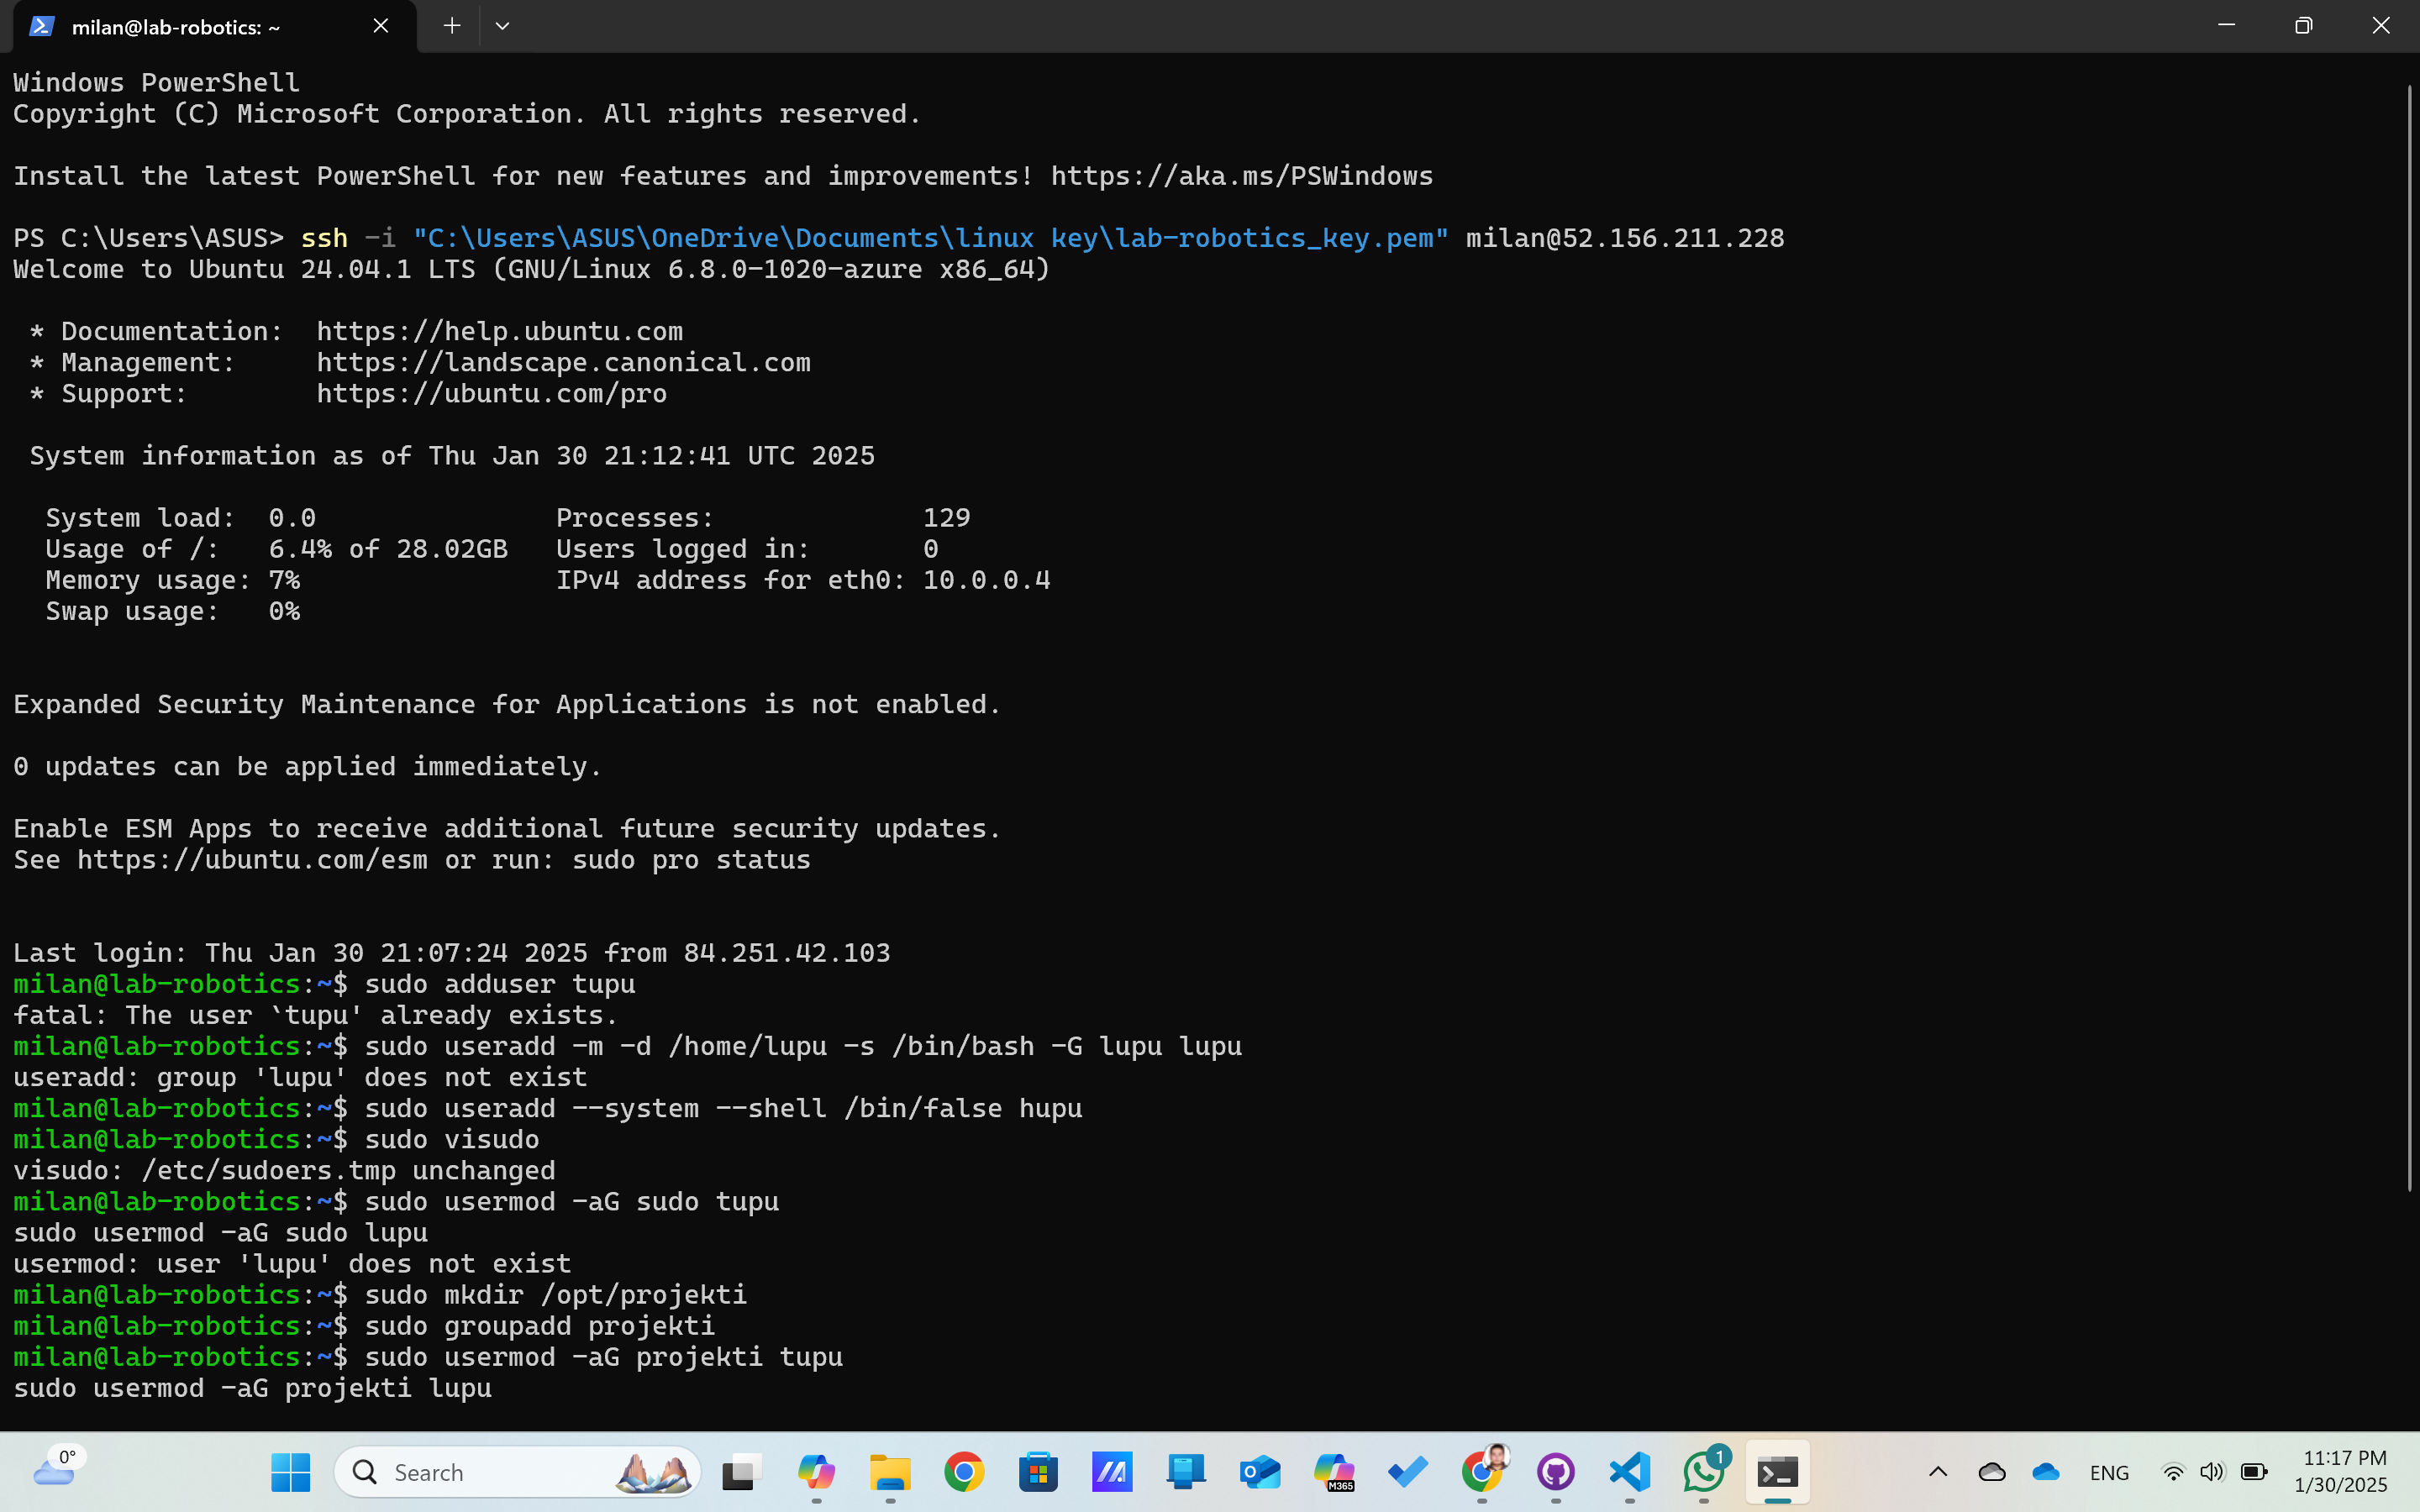 milan@lab-robotics: ~
Windows PowerShell
Copyright (C) Microsoft Corporation. All rights reserved.
Install the latest PowerShell for new features and improvements! https://aka.ms/PSWindows
PS C:\Users\ASUS> ssh -i "C:\Users\ASUS\OneDrive\Documents\linux key\lab-robotics_key.pem" milan@52.156.211.228
Welcome to Ubuntu 24.04.1 LTS (GNU/Linux 6.8.0-1020-azure x86_64)
* Documentation:  https://help.ubuntu.com
* Management:     https://landscape.canonical.com
* Support:        https://ubuntu.com/pro
System information as of Thu Jan 30 21:12:41 UTC 2025
System load:  0.0               Processes:             129
Usage of /:   6.4% of 28.02GB   Users logged in:       0
Memory usage: 7%                IPv4 address for eth0: 10.0.0.4
Swap usage:   0%
Expanded Security Maintenance for Applications is not enabled.
0 updates can be applied immediately.
Enable ESM Apps to receive additional future security updates.
See https://ubuntu.com/esm or run: sudo pro status
Last login: Thu Jan 30 21:07:24 2025 from 84.251.42.103
milan@lab-robotics:~$ sudo adduser tupu
fatal: The user `tupu' already exists.
milan@lab-robotics:~$ sudo useradd -m -d /home/lupu -s /bin/bash -G lupu lupu
useradd: group 'lupu' does not exist
milan@lab-robotics:~$ sudo useradd --system --shell /bin/false hupu
milan@lab-robotics:~$ sudo visudo
visudo: /etc/sudoers.tmp unchanged
milan@lab-robotics:~$ sudo usermod -aG sudo tupu
sudo usermod -aG sudo lupu
usermod: user 'lupu' does not exist
milan@lab-robotics:~$ sudo mkdir /opt/projekti
milan@lab-robotics:~$ sudo groupadd projekti
milan@lab-robotics:~$ sudo usermod -aG projekti tupu
sudo usermod -aG projekti lupu
0°
Search
M365
1
ENG
11:17 PM
1/30/2025